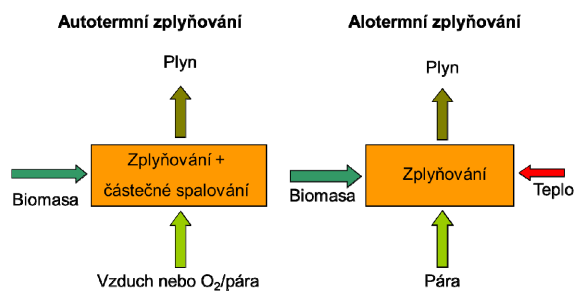 Autotermní zplyňování
Alotermní zplyňování
Plyn
Plyn
Zplyňování +
částečné spalování
Zplyňování
Biomasa
Biomasa
Teplo
Vzduch nebo O₂/pára
Pára